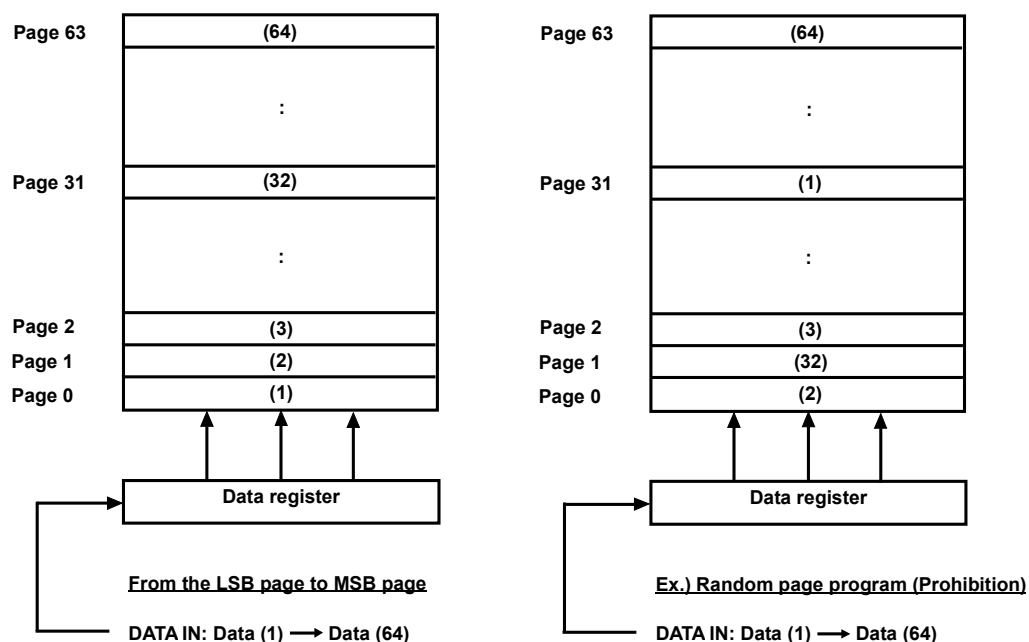 Page 63
(64)
:
Page 31
(32)
:
Page 2
(3)
Page 1
(2)
Page 0
(1)
Data register
From the LSB page to MSB page
DATA IN: Data (1) → Data (64)
Page 63
(64)
:
Page 31
(1)
:
Page 2
(3)
Page 1
(32)
Page 0
(2)
Data register
Ex.) Random page program (Prohibition)
DATA IN: Data (1) → Data (64)